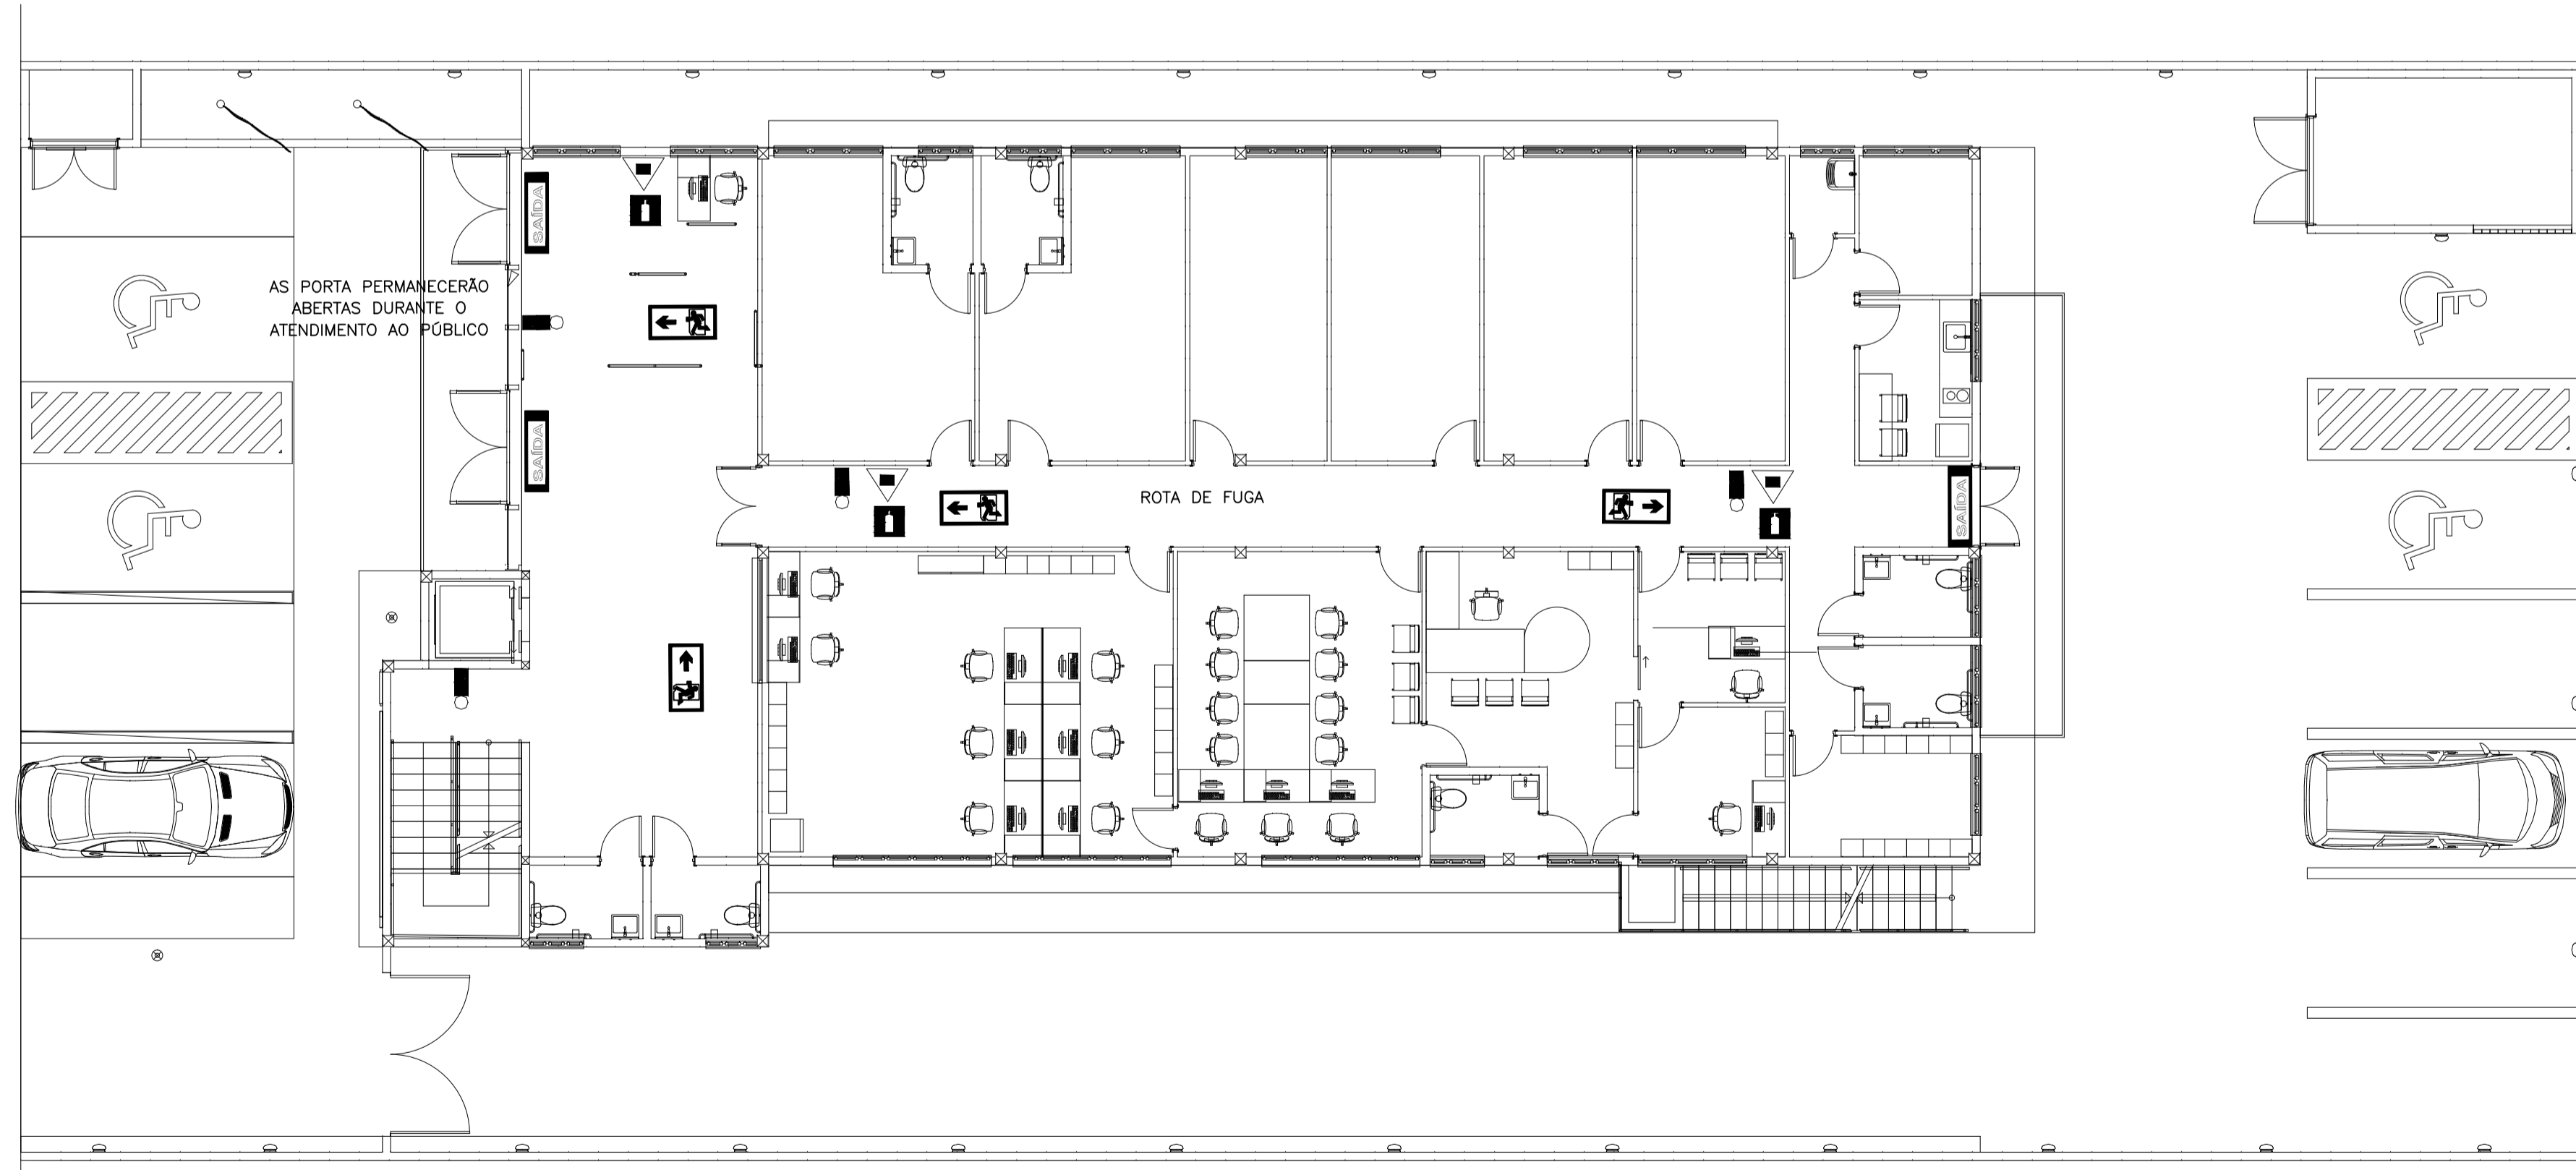 SAÍDA
AS PORTA PERMANECERÃO
ABERTAS DURANTE O
ATENDIMENTO AO PÚBLICO
SAÍDA
ROTA DE FUGA
SAÍDA